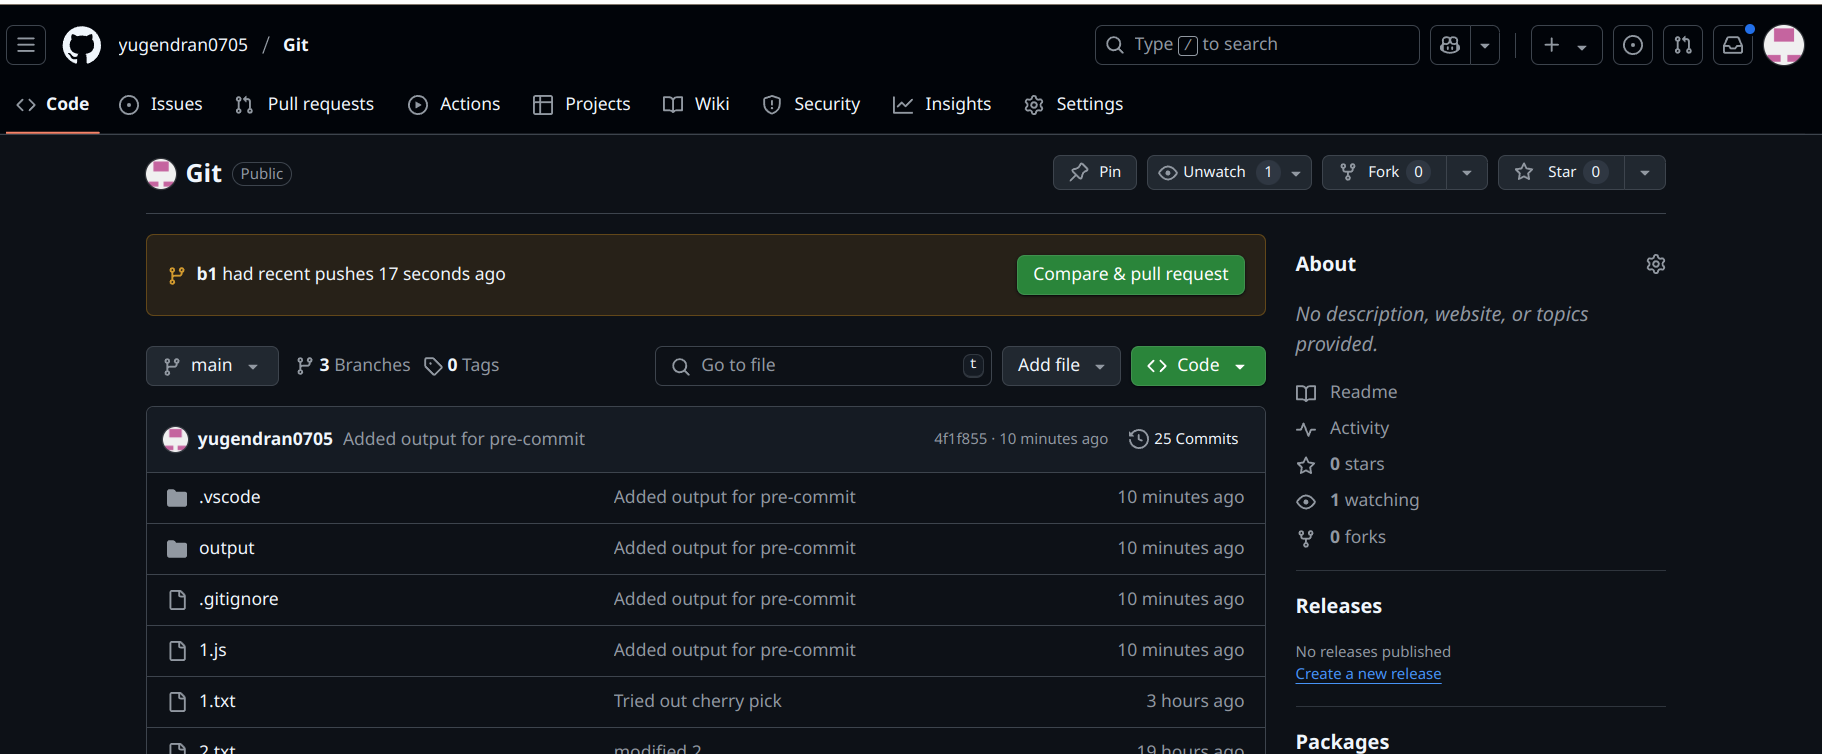 yugendran0705 / Git
Type / to search
Code Issues Pull requests Actions Projects Wiki Security Insights Settings
Git Public
Pin Unwatch 1 Fork 0 Star 0
b1 had recent pushes 17 seconds ago
Compare & pull request
main 3 Branches 0 Tags
Go to file t
Add file
Code
yugendran0705 Added output for pre-commit 4f1f855 · 10 minutes ago 25 Commits
.vscode Added output for pre-commit 10 minutes ago
output Added output for pre-commit 10 minutes ago
.gitignore Added output for pre-commit 10 minutes ago
1.js Added output for pre-commit 10 minutes ago
1.txt Tried out cherry pick 3 hours ago
2.txt modified 2 19 hours ago
About
No description, website, or topics
provided.
Readme
Activity
0 stars
1 watching
0 forks
Releases
No releases published
Create a new release
Packages